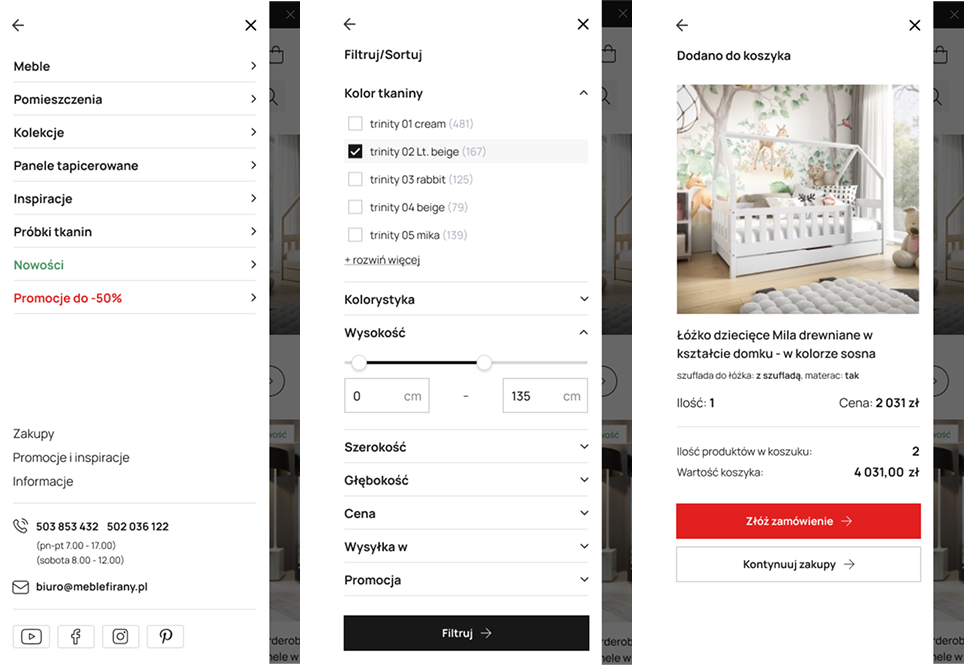 Meble
Pomieszczenia
Kolekcje
Panele tapicerowane
Inspiracje
Próbki tkanin
Nowości
Promocje do -50%
Zakupy
Promocje i inspiracje
Informacje
503 853 432 502 036 122
(pn-pt 7.00 - 17.00)
(sobota 8.00 - 12.00)
biuro@meblefirany.pl
Filtruj/Sortuj
Kolor tkaniny
trinity 01 cream (481)
trinity 02 Lt. beige (167)
trinity 03 rabbit (125)
trinity 04 beige (79)
trinity 05 mika (139)
+ rozwiń więcej
Kolorystyka
Wysokość
0 cm - 135 cm
Szerokość
Głębokość
Cena
Wysyłka w
Promocja
Filtruj
Dodano do koszyka
Łóżko dziecięce Mila drewniane w
kształcie domku - w kolorze sosna
szuflada do łóżka: z szufladą, materac: tak
Ilość: 1 Cena: 2 031 zł
Ilość produktów w koszuku: 2
Wartość koszyka: 4 031,00 zł
Złóż zamówienie
Kontynuuj zakupy